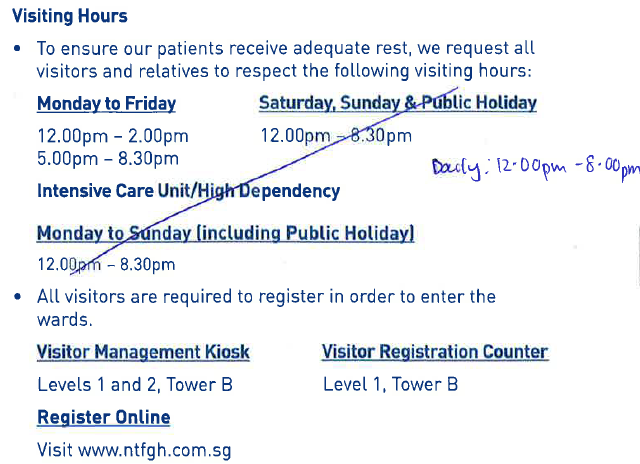 Visiting Hours
• To ensure our patients receive adequate rest, we request all
visitors and relatives to respect the following visiting hours:
Monday to Friday
Saturday, Sunday & Public Holiday
12.00pm – 2.00pm
12.00pm – 8.30pm
5.00pm – 8.30pm
Daily: 12.00pm - 8.00pm
Intensive Care Unit/High Dependency
Monday to Sunday (including Public Holiday)
12.00pm – 8.30pm
• All visitors are required to register in order to enter the
wards.
Visitor Management Kiosk
Visitor Registration Counter
Levels 1 and 2, Tower B
Level 1, Tower B
Register Online
Visit www.ntfgh.com.sg